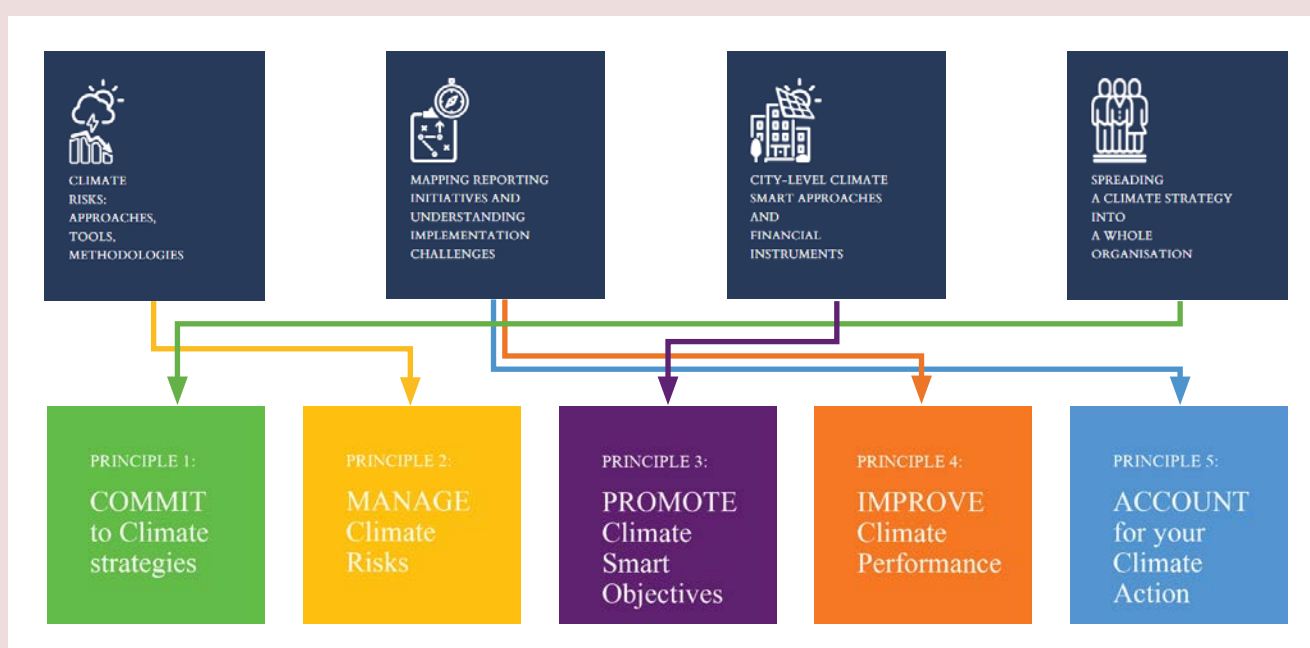 CLIMATE
RISKS:
APPROACHES,
TOOLS,
METHODOLOGIES
MAPPING REPORTING
INITIATIVES AND
UNDERSTANDING
IMPLEMENTATION
CHALLENGES
CITY-LEVEL CLIMATE
SMART APPROACHES
AND
FINANCIAL
INSTRUMENTS
SPREADING
A CLIMATE STRATEGY
INTO
A WHOLE
ORGANISATION
PRINCIPLE 1:
COMMIT
to Climate
strategies
PRINCIPLE 2:
MANAGE
Climate
Risks
PRINCIPLE 3:
PROMOTE
Climate
Smart
Objectives
PRINCIPLE 4:
IMPROVE
Climate
Performance
PRINCIPLE 5:
ACCOUNT
for your
Climate
Action